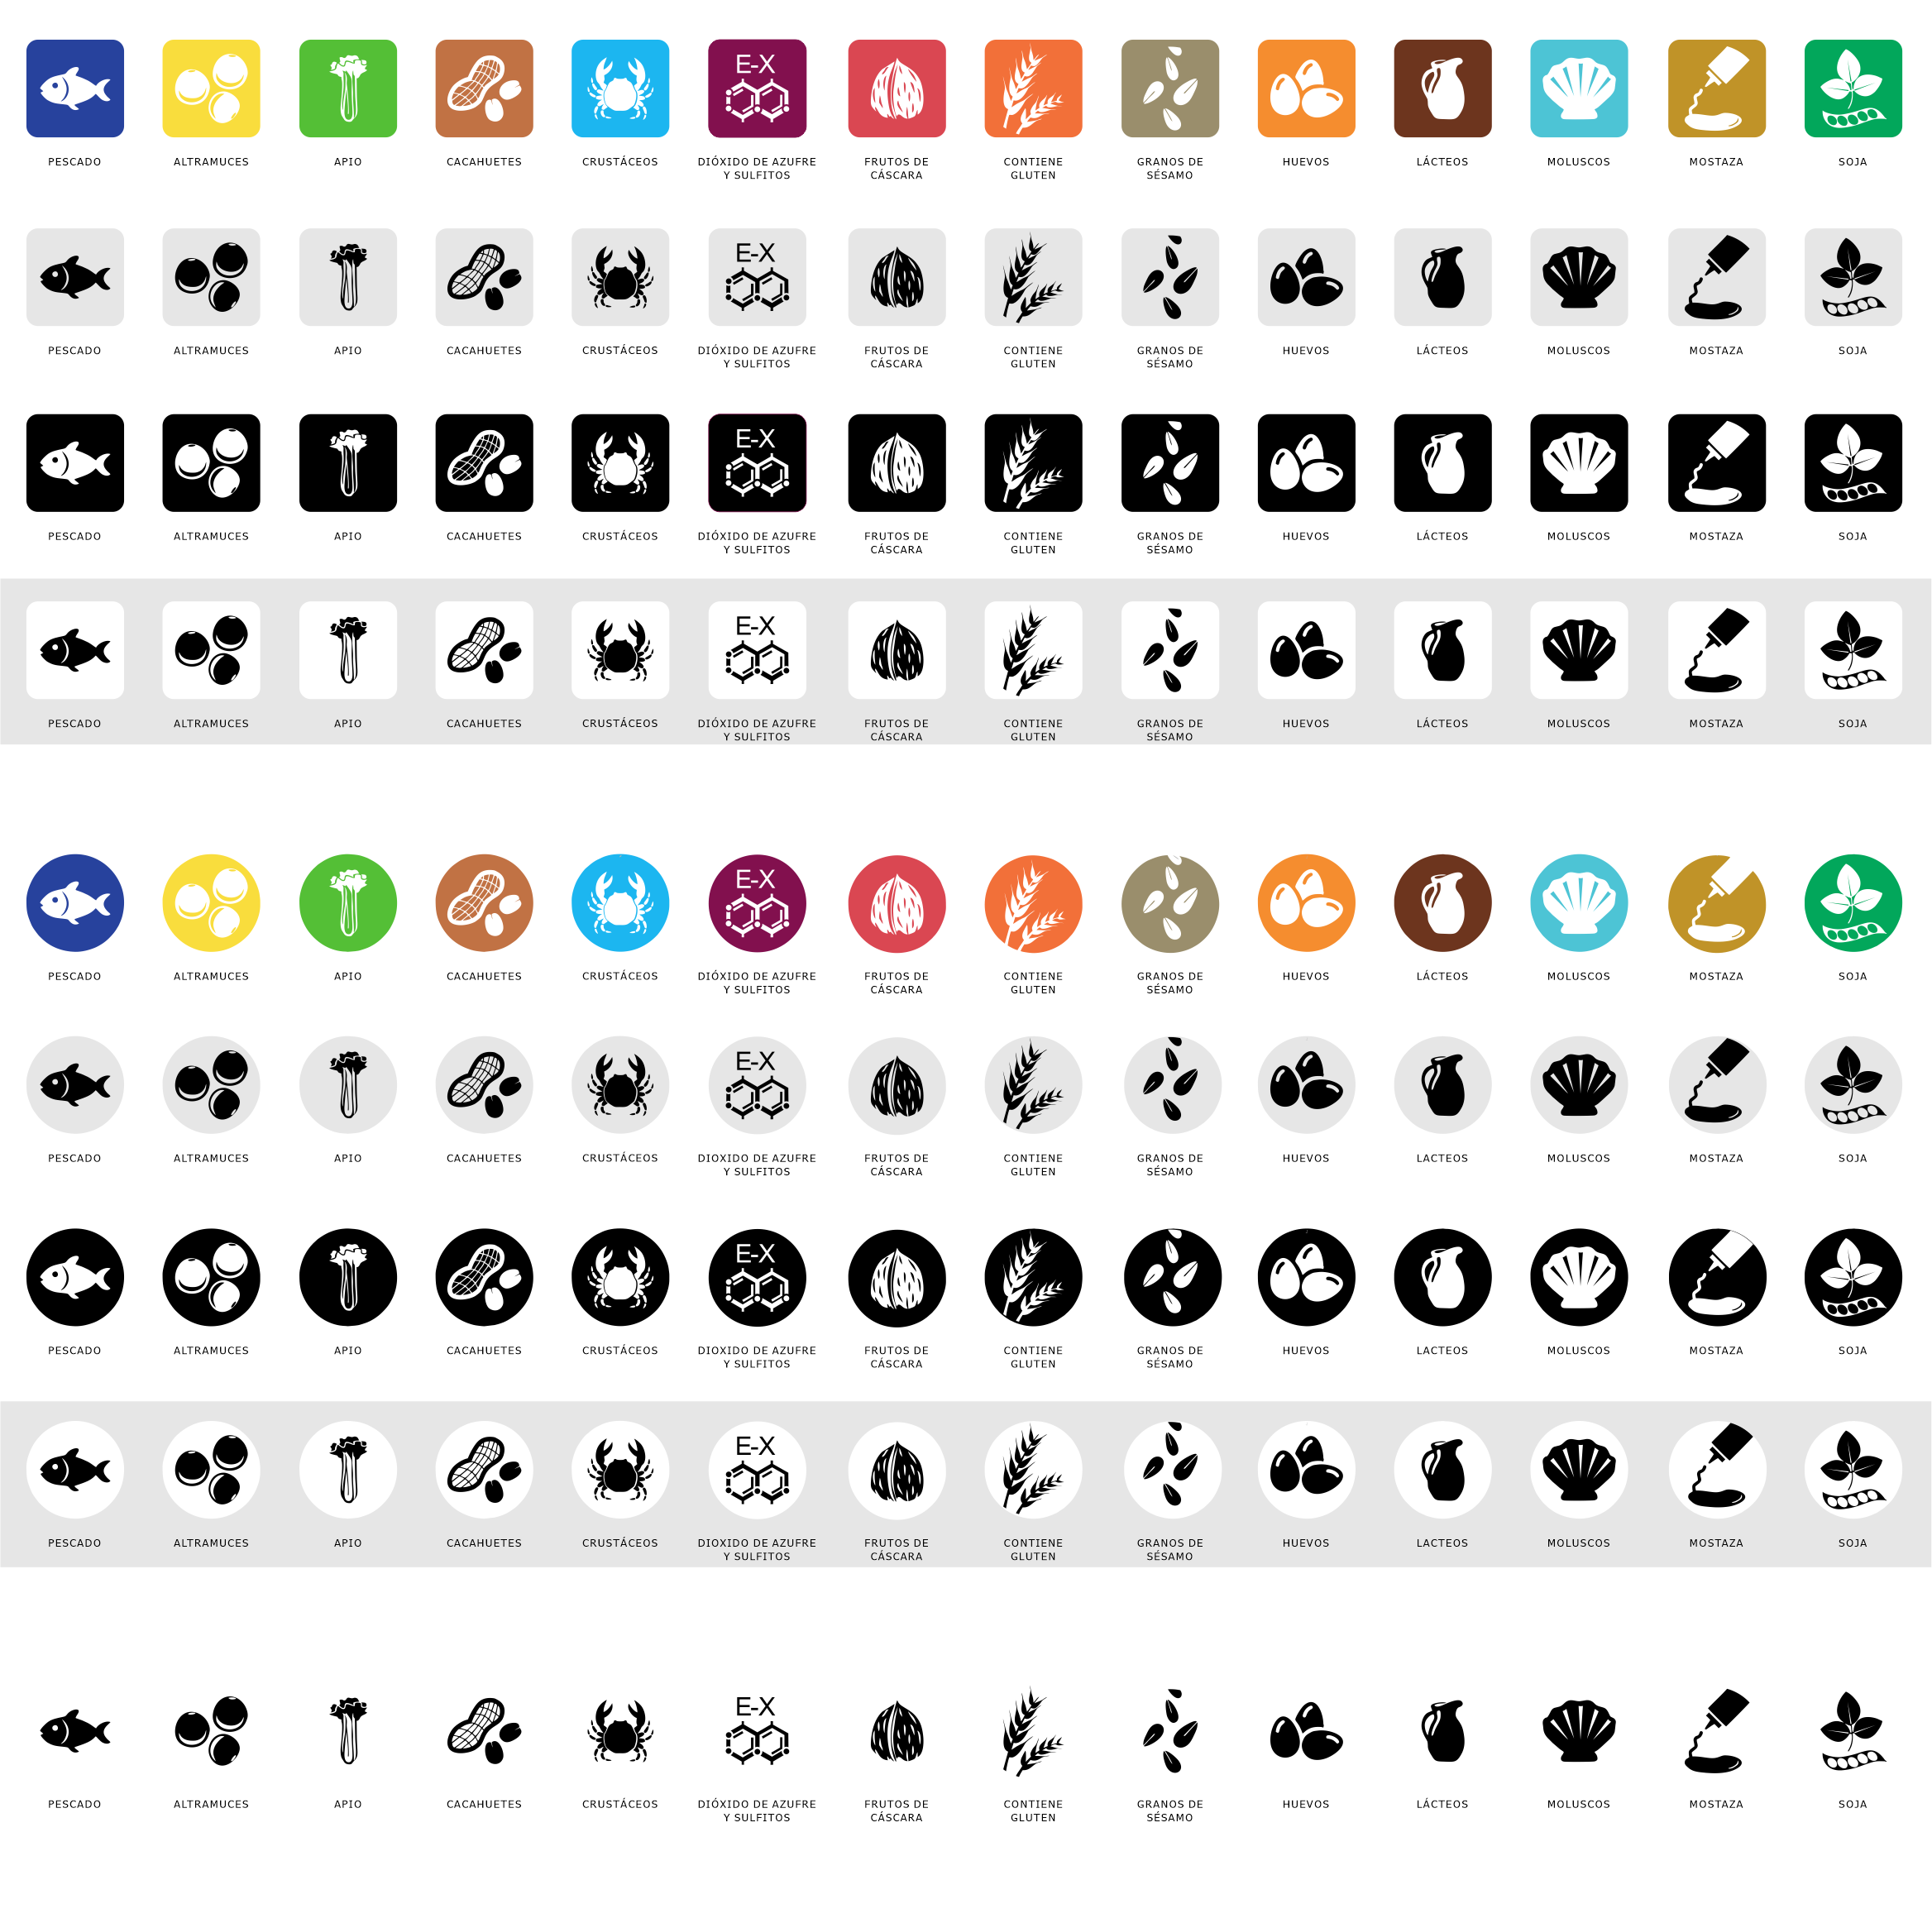 E-X
PESCADO ALTRAMUCES APIO CACAHUETES CRUSTÁCEOS DIÓXIDO DE AZUFRE FRUTOS DE CONTIENE GRANOS DE HUEVOS LÁCTEOS MOLUSCOS MOSTAZA SOJA
Y SULFITOS CÁSCARA GLUTEN SÉSAMO
E-X
PESCADO ALTRAMUCES APIO CACAHUETES CRUSTÁCEOS DIÓXIDO DE AZUFRE FRUTOS DE CONTIENE GRANOS DE HUEVOS LÁCTEOS MOLUSCOS MOSTAZA SOJA
Y SULFITOS CÁSCARA GLUTEN SÉSAMO
E-X
PESCADO ALTRAMUCES APIO CACAHUETES CRUSTÁCEOS DIÓXIDO DE AZUFRE FRUTOS DE CONTIENE GRANOS DE HUEVOS LÁCTEOS MOLUSCOS MOSTAZA SOJA
Y SULFITOS CÁSCARA GLUTEN SÉSAMO
E-X
PESCADO ALTRAMUCES APIO CACAHUETES CRUSTÁCEOS DIÓXIDO DE AZUFRE FRUTOS DE CONTIENE GRANOS DE HUEVOS LÁCTEOS MOLUSCOS MOSTAZA SOJA
Y SULFITOS CÁSCARA GLUTEN SÉSAMO
E-X
PESCADO ALTRAMUCES APIO CACAHUETES CRUSTÁCEOS DIÓXIDO DE AZUFRE FRUTOS DE CONTIENE GRANOS DE HUEVOS LÁCTEOS MOLUSCOS MOSTAZA SOJA
Y SULFITOS CÁSCARA GLUTEN SÉSAMO
E-X
PESCADO ALTRAMUCES APIO CACAHUETES CRUSTÁCEOS DIOXIDO DE AZUFRE FRUTOS DE CONTIENE GRANOS DE HUEVOS LACTEOS MOLUSCOS MOSTAZA SOJA
Y SULFITOS CÁSCARA GLUTEN SÉSAMO
E-X
PESCADO ALTRAMUCES APIO CACAHUETES CRUSTÁCEOS DIOXIDO DE AZUFRE FRUTOS DE CONTIENE GRANOS DE HUEVOS LACTEOS MOLUSCOS MOSTAZA SOJA
Y SULFITOS CÁSCARA GLUTEN SÉSAMO
E-X
PESCADO ALTRAMUCES APIO CACAHUETES CRUSTÁCEOS DIOXIDO DE AZUFRE FRUTOS DE CONTIENE GRANOS DE HUEVOS LACTEOS MOLUSCOS MOSTAZA SOJA
Y SULFITOS CÁSCARA GLUTEN SÉSAMO
E-X
PESCADO ALTRAMUCES APIO CACAHUETES CRUSTÁCEOS DIÓXIDO DE AZUFRE FRUTOS DE CONTIENE GRANOS DE HUEVOS LÁCTEOS MOLUSCOS MOSTAZA SOJA
Y SULFITOS CÁSCARA GLUTEN SÉSAMO